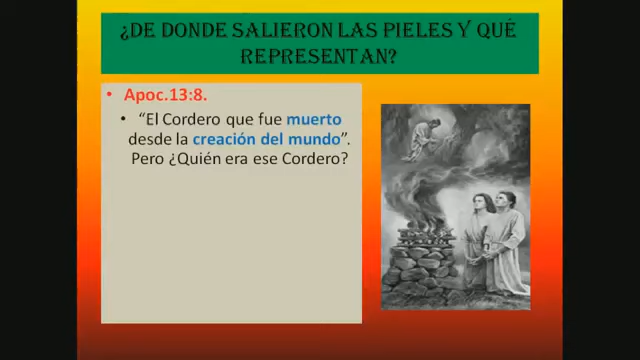 ¿DE DONDE SALIERON LAS PIELES Y QUÉ
REPRESENTAN?
• Apoc.13:8.
• “El Cordero que fue muerto
desde la creación del mundo”.
Pero ¿Quién era ese Cordero?